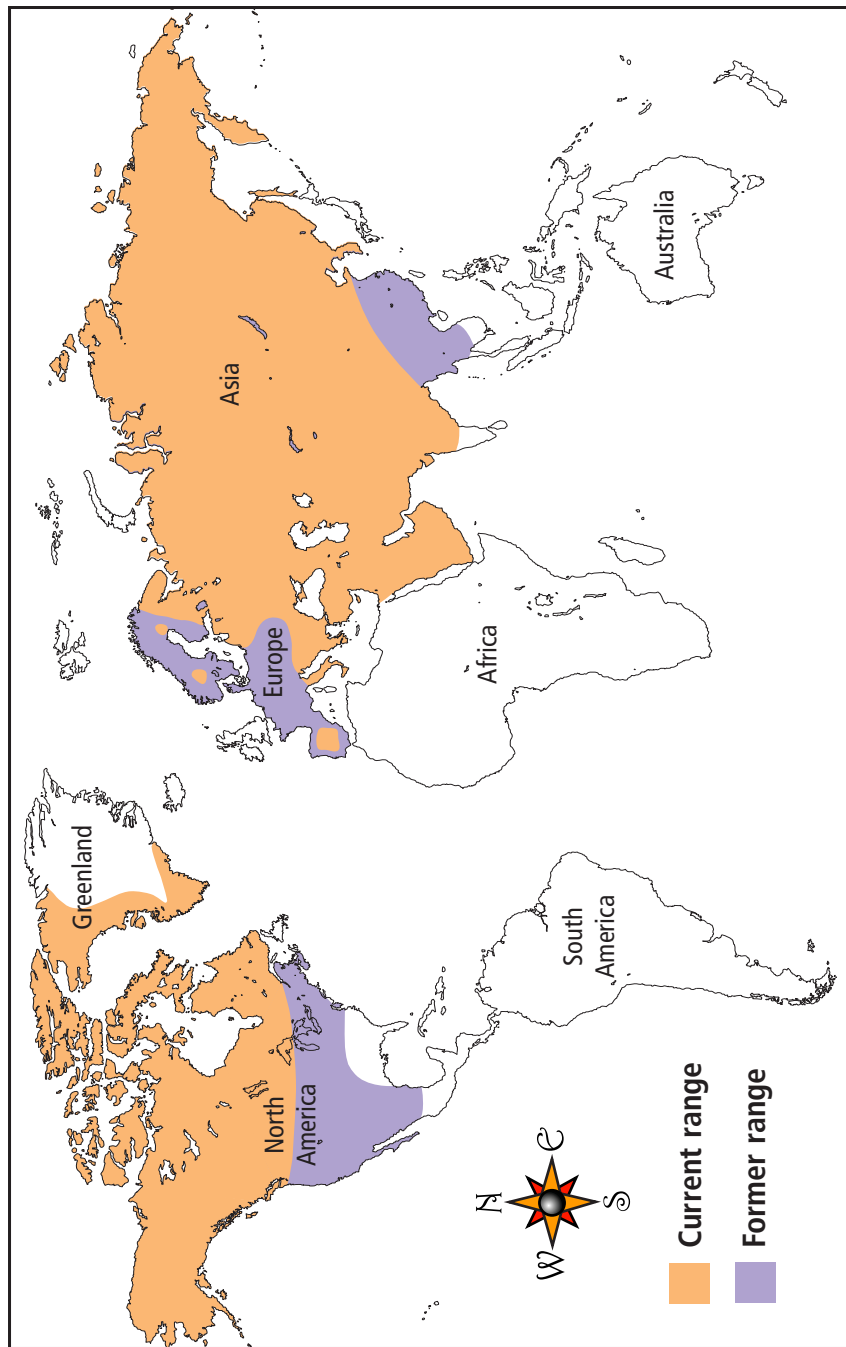 Greenland
North
America
South
America
Europe
Asia
Africa
Australia
N
W
E
S
Current range
Former range